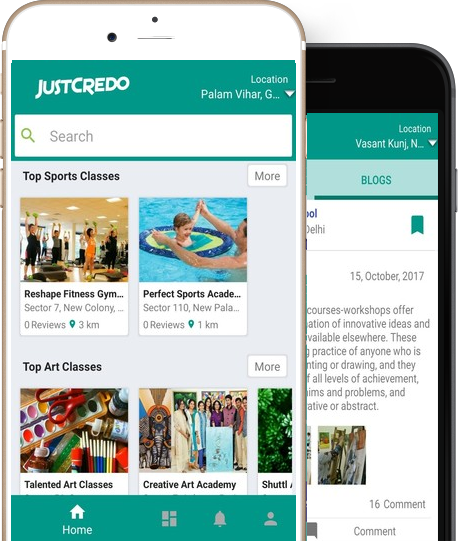 JUSTCREDO
Location
Palam Vihar, G...
Search
Top Sports Classes
More
Reshape Fitness Gym...
Sector 7, New Colony, ...
0 Reviews 3 km
Perfect Sports Acade...
Sector 110, New Pala...
0 Reviews 1 km
Top Art Classes
More
Talented Art Classes
Creative Art Academy
Shuttl
Home
Location
Vasant Kunj, N...
BLOGS
ol
Delhi
15, October, 2017
courses-workshops offer
ation of innovative ideas and
vailable elsewhere. These
practice of anyone who is
nting or drawing, and they
f all levels of achievement,
ims and problems, and
ative or abstract.
16 Comment
Comment